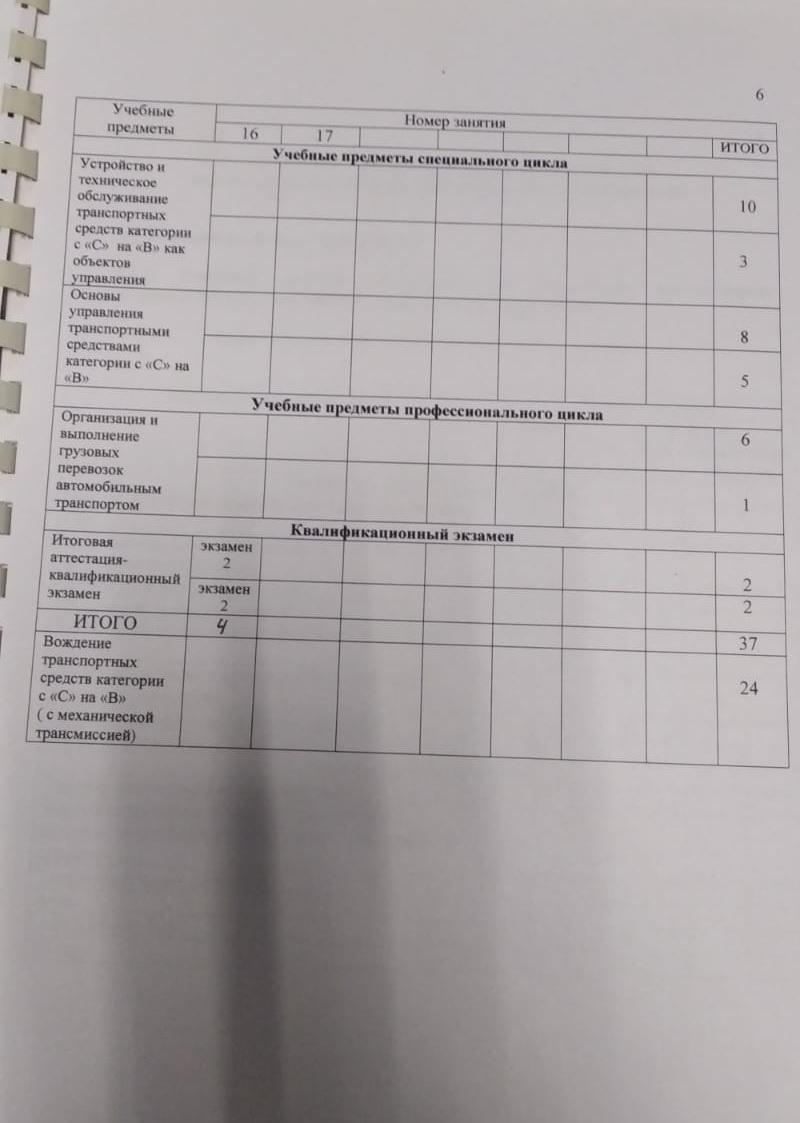 6
Учебные
предметы
Номер занятия
16 17 ИТОГО
Учебные предметы специального цикла
Устройство и
техническое
обслуживание
транспортных
средств категории
с «С» на «В» как
объектов
управления
10
3
Основы
управления
транспортными
средствами
категории с «С» на
«В»
8
5
Учебные предметы профессионального цикла
Организация и
выполнение
грузовых
перевозок
автомобильным
транспортом
6
1
Квалификационный экзамен
Итоговая
аттестация-
квалификационный
экзамен
экзамен
2
2
экзамен
2
2
ИТОГО 4 37
Вождение
транспортных
средств категории
с «С» на «В»
( с механической
трансмиссией)
24